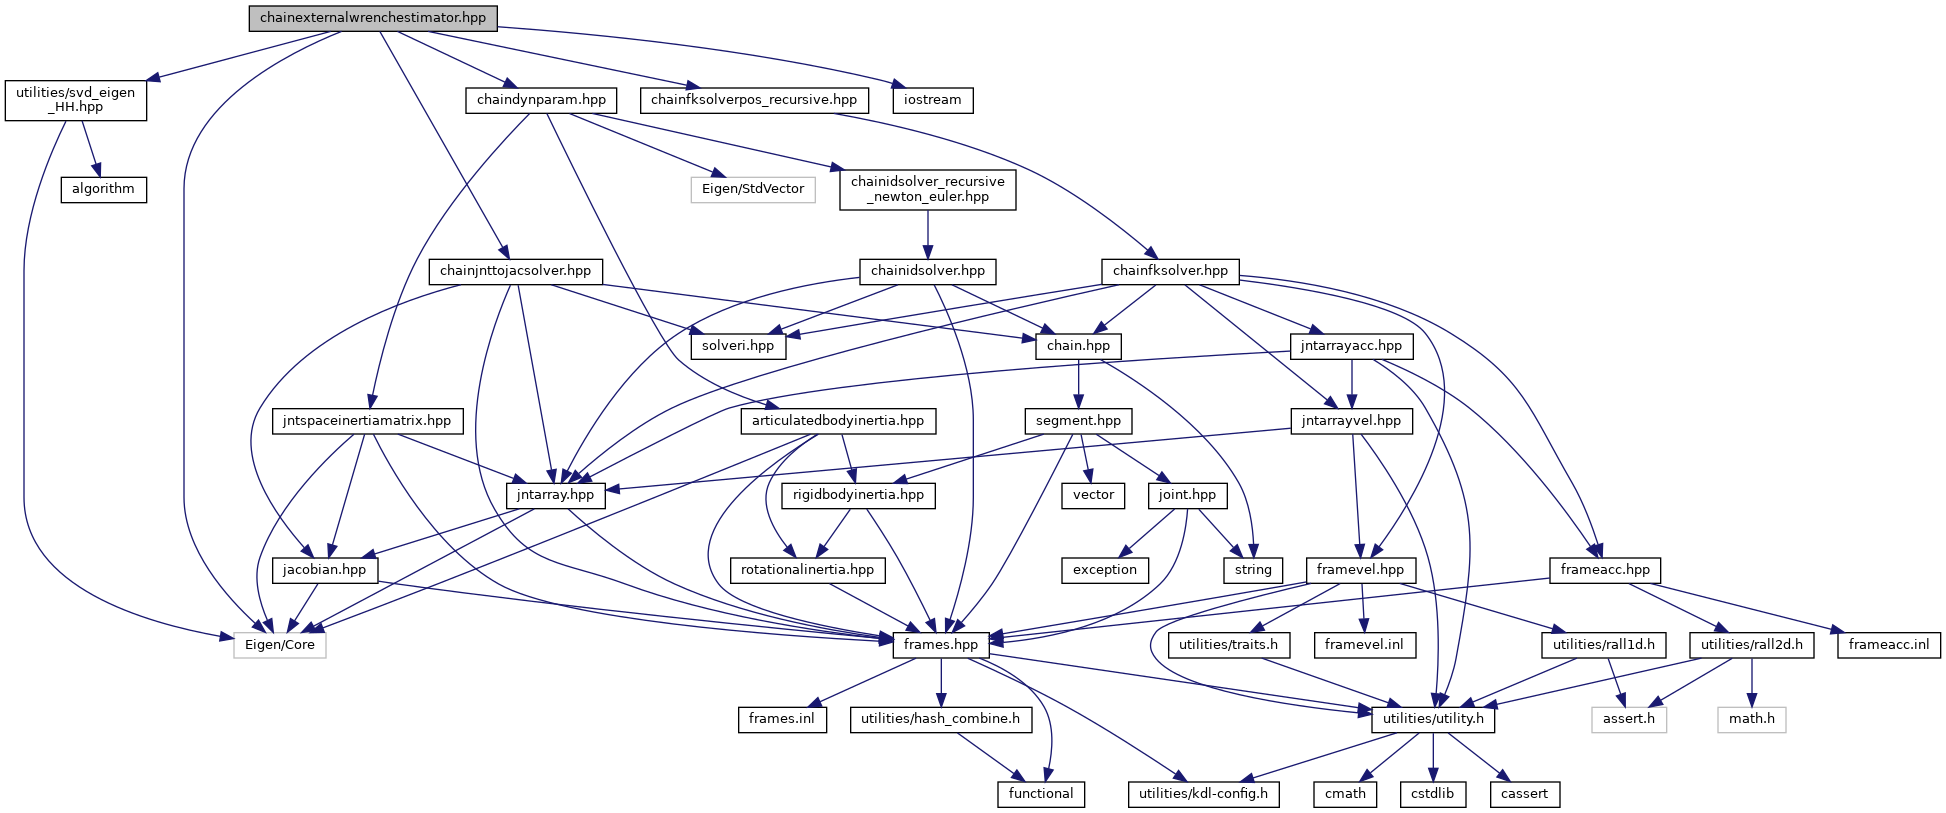 chainexternalwrenchestimator.hpp
utilities/svd_eigen
_HH.hpp
chaindynparam.hpp
chainfksolverpos_recursive.hpp
iostream
algorithm
Eigen/StdVector
chainidsolver_recursive
_newton_euler.hpp
chainjnttojacsolver.hpp
chainidsolver.hpp
chainfksolver.hpp
solveri.hpp
chain.hpp
jntarrayacc.hpp
jntspaceinertiamatrix.hpp
articulatedbodyinertia.hpp
segment.hpp
jntarrayvel.hpp
jntarray.hpp
rigidbodyinertia.hpp
vector
joint.hpp
jacobian.hpp
rotationalinertia.hpp
exception
string
framevel.hpp
frameacc.hpp
Eigen/Core
frames.hpp
utilities/traits.h
framevel.inl
utilities/rall1d.h
utilities/rall2d.h
frameacc.inl
frames.inl
utilities/hash_combine.h
utilities/utility.h
assert.h
math.h
functional
utilities/kdl-config.h
cmath
cstdlib
cassert